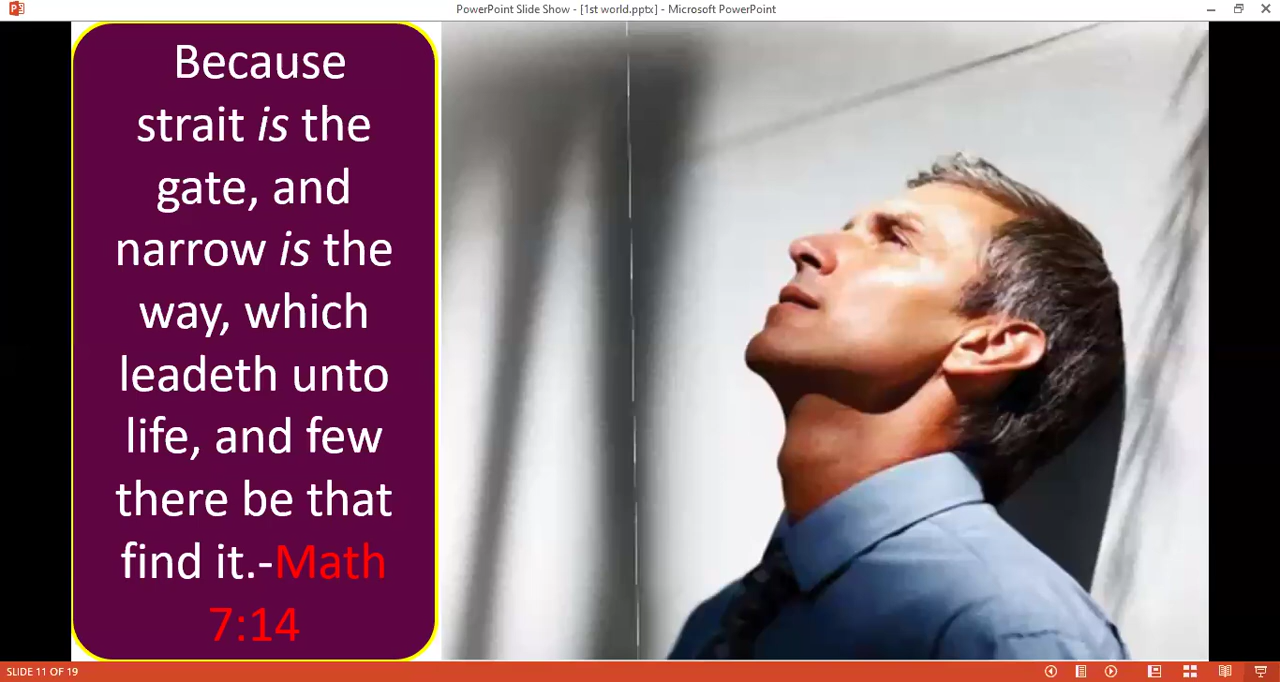 PowerPoint Slide Show - [1st world.pptx] - Microsoft PowerPoint
Because
strait is the
gate, and
narrow is the
way, which
leadeth unto
life, and few
there be that
find it.-Math
7:14
SLIDE 11 OF 19